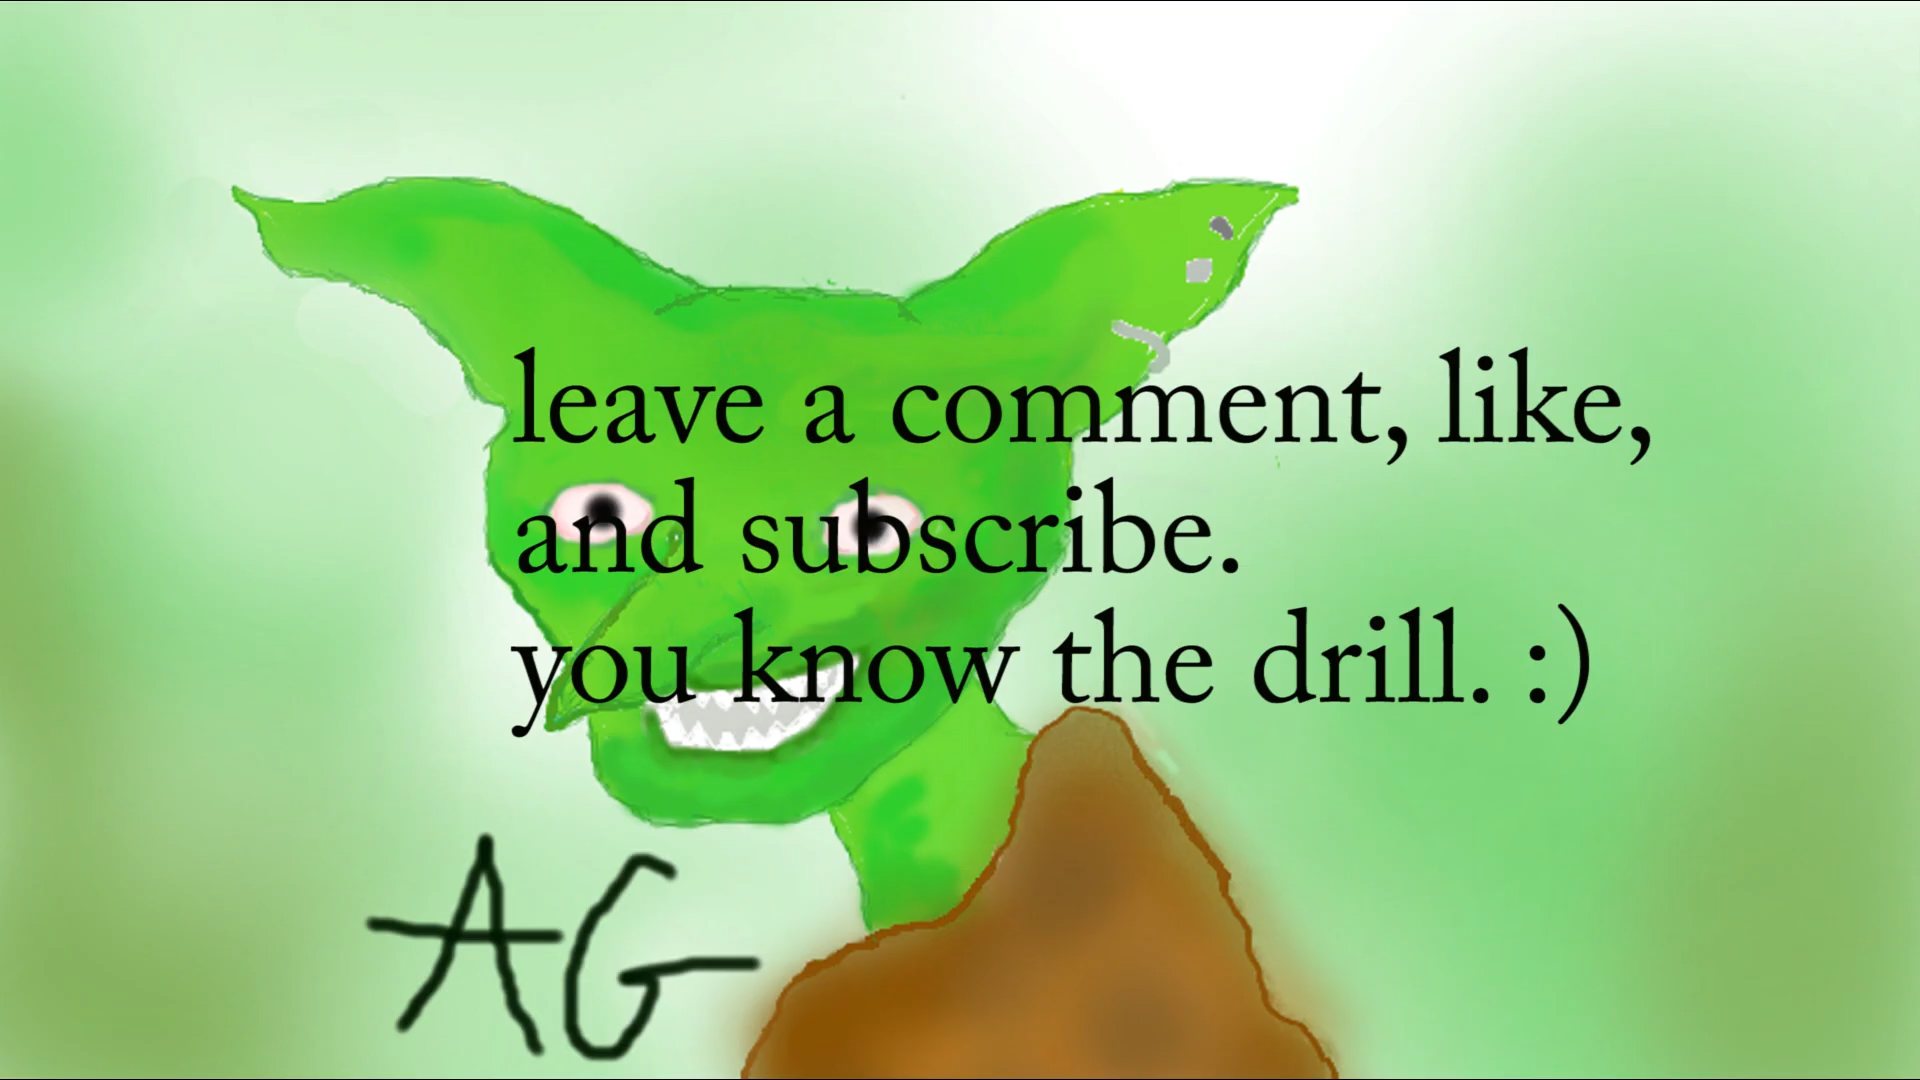 leave a comment, like,
and subscribe.
you know the drill. :)
AG